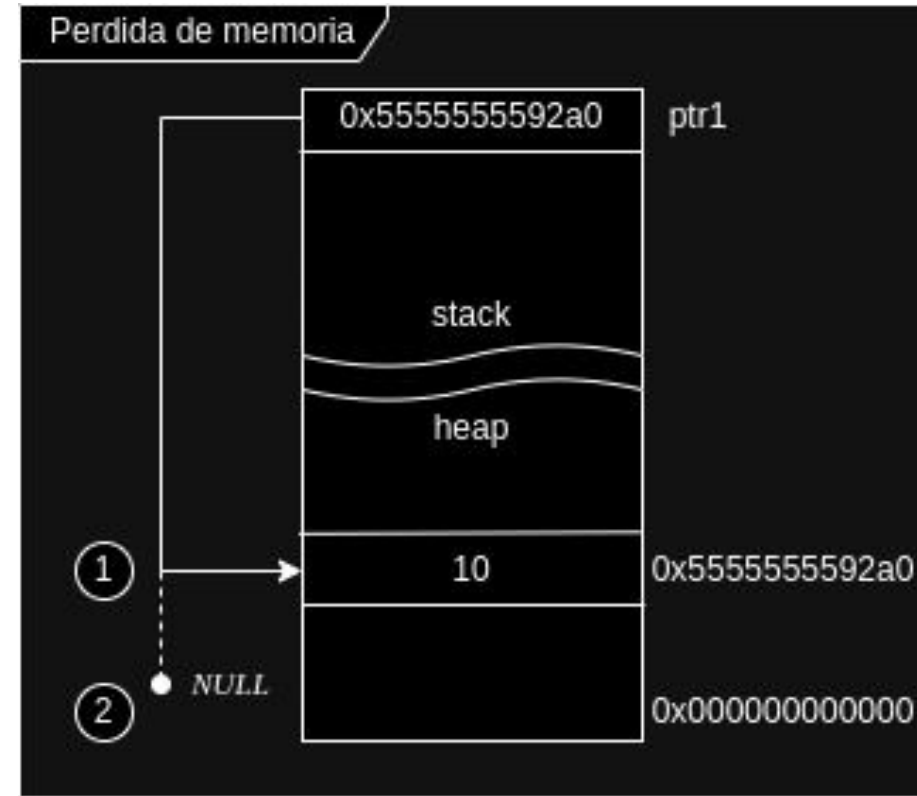 Perdida de memoria
0x5555555592a0 ptr1
stack
heap
1 10 0x5555555592a0
NULL
2 0x000000000000